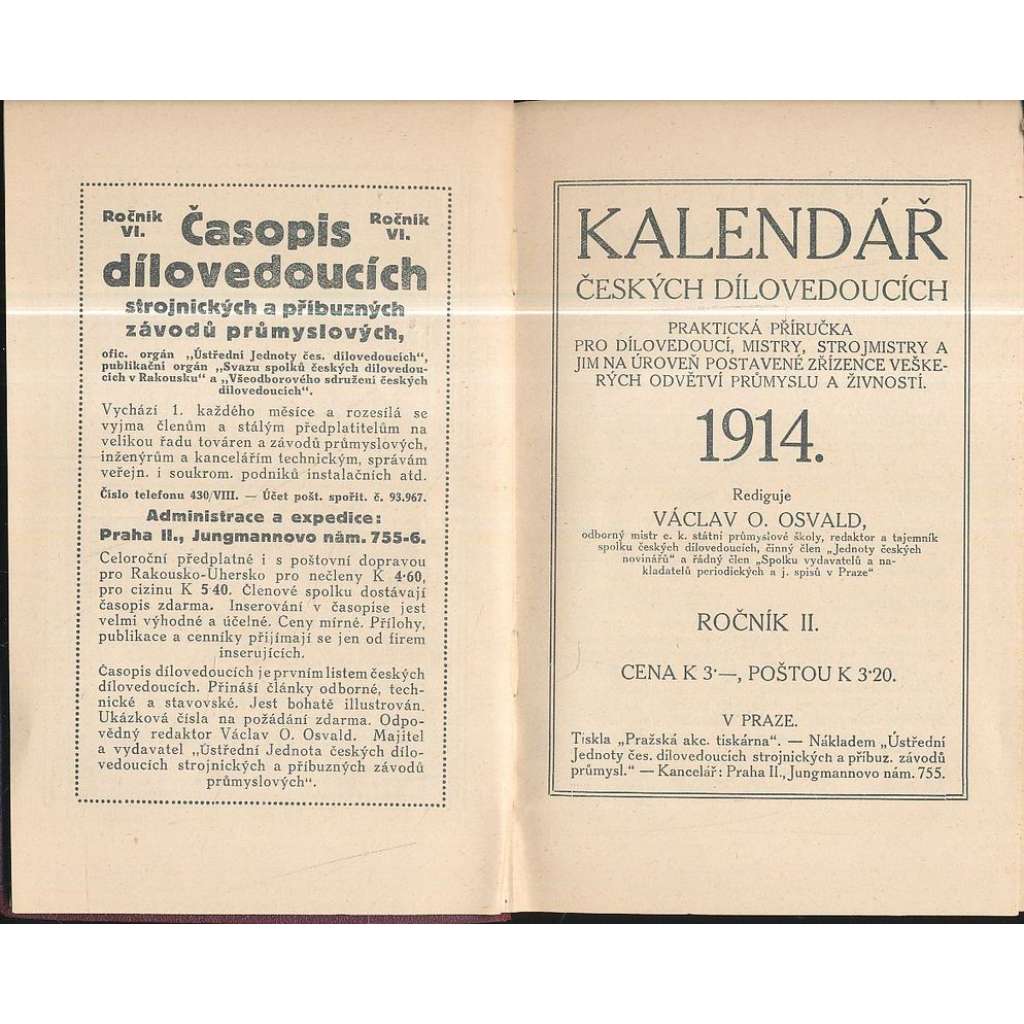 Ročník VI.
Časopis
Ročník VI.
dílovedoucích
strojnických a příbuzných
závodů průmyslových,
ofic. orgán „Ústřední Jednoty čes. dílovedoucích“,
publikační orgán „Svazu spolků českých dílovedou-
cích v Rakousku“ a „Všeodborového sdružení českých
dílovedoucích“.
Vychází 1. každého měsíce a rozesílá se
vyjma členům a stálým předplatitelům na
velikou řadu továren a závodů průmyslových,
inženýrům a kancelářím technickým, správám
veřejn. i soukrom. podniků instalačních atd.
Číslo telefonu 430/VIII. — Účet pošt. spořit. č. 93.967.
Administrace a expedice:
Praha II., Jungmannovo nám. 755-6.
Celoroční předplatné i s poštovní dopravou
pro Rakousko-Uhersko pro nečleny K 4·60,
pro cizinu K 5·40. Členové spolku dostávají
časopis zdarma. Inserování v časopise jest
velmi výhodné a účelné. Ceny mírné. Přílohy,
publikace a cenníky přijímají se jen od firem
inserujících.
Časopis dílovedoucích je prvním listem českých
dílovedoucích. Přináší články odborné, tech-
nické a stavovské. Jest bohatě illustrován.
Ukázková čísla na požádání zdarma. Odpo-
vědný redaktor Václav O. Osvald. Majitel
a vydavatel „Ústřední Jednota českých dílo-
vedoucích strojnických a příbuzných závodů
průmyslových“.
KALENDÁŘ
ČESKÝCH DÍLOVEDOUCÍCH
PRAKTICKÁ PŘÍRUČKA
PRO DÍLOVEDOUCÍ, MISTRY, STROJMISTRY A
JIM NA ÚROVEŇ POSTAVENÉ ZŘÍZENCE VEŠKE-
RÝCH ODVĚTVÍ PRŮMYSLU A ŽIVNOSTÍ.
1914.
Rediguje
VÁCLAV O. OSVALD,
odborný mistr c. k. státní průmyslové školy, redaktor a tajemník
spolku českých dílovedoucích, činný člen „Jednoty českých
novinářů“ a řádný člen „Spolku vydavatelů a na-
kladatelů periodických a j. spisů v Praze“
ROČNÍK II.
CENA K 3·—, POŠTOU K 3·20.
V PRAZE.
Tiskla „Pražská akc. tiskárna“. — Nákladem „Ústřední
Jednoty čes. dílovedoucích strojnických a příbuz. závodů
průmysl.“ — Kancelář: Praha II., Jungmannovo nám. 755.